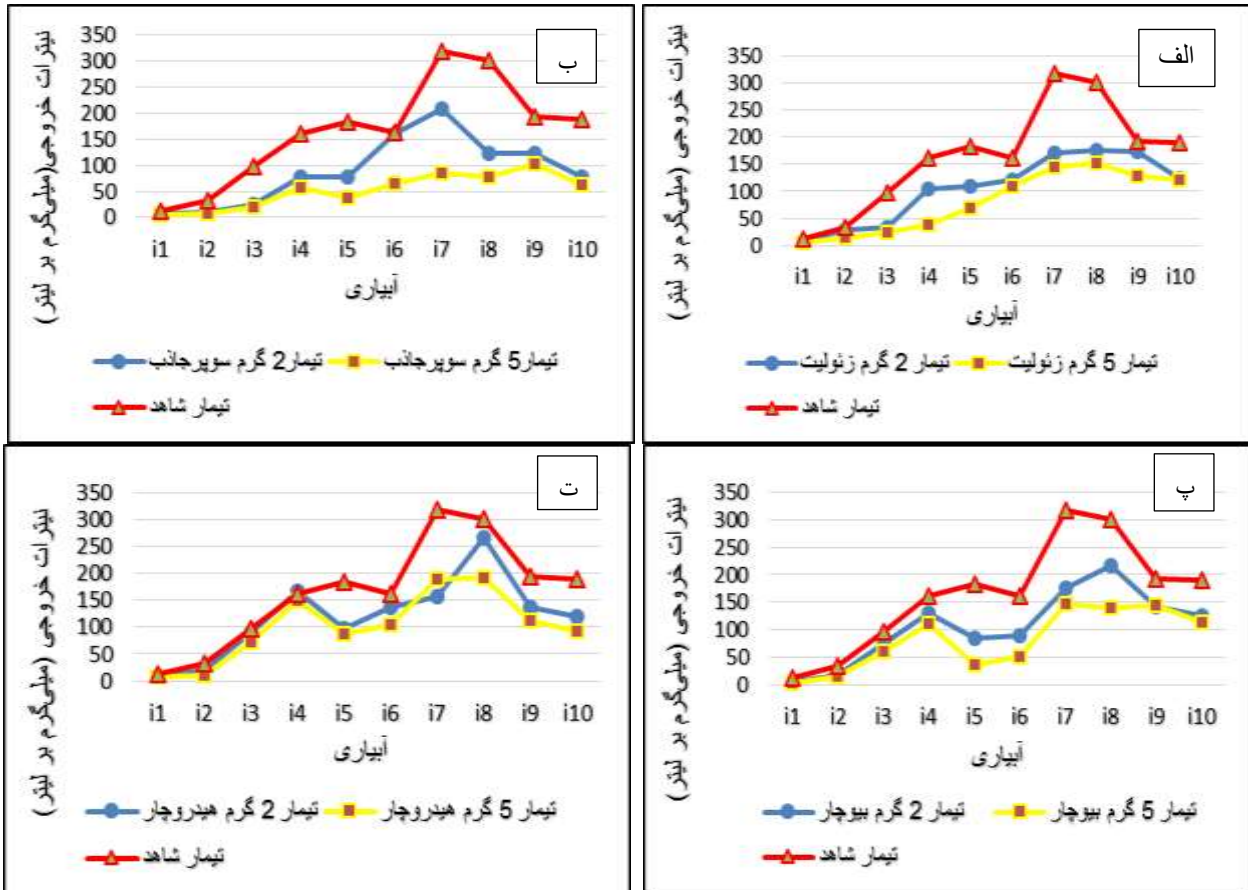 الف
نیترات خروجی (میلی‌گرم بر لیتر)
350
300
250
200
150
100
50
0
i1 i2 i3 i4 i5 i6 i7 i8 i9 i10
آبیاری
تیمار 2 گرم زئولیت
تیمار 5 گرم زئولیت
تیمار شاهد
ب
نیترات خروجی(میلی‌گرم بر لیتر)
350
300
250
200
150
100
50
0
i1 i2 i3 i4 i5 i6 i7 i8 i9 i10
آبیاری
تیمار2 گرم سوپرجاذب
تیمار5 گرم سوپرجاذب
تیمار شاهد
پ
نیترات خروجی (میلی‌گرم بر لیتر)
350
300
250
200
150
100
50
0
i1 i2 i3 i4 i5 i6 i7 i8 i9 i10
آبیاری
تیمار 2 گرم بیوچار
تیمار 5 گرم بیوچار
تیمار شاهد
ت
نیترات خروجی (میلی‌گرم بر لیتر)
350
300
250
200
150
100
50
0
i1 i2 i3 i4 i5 i6 i7 i8 i9 i10
آبیاری
تیمار 2 گرم هیدروچار
تیمار 5 گرم هیدروچار
تیمار شاهد